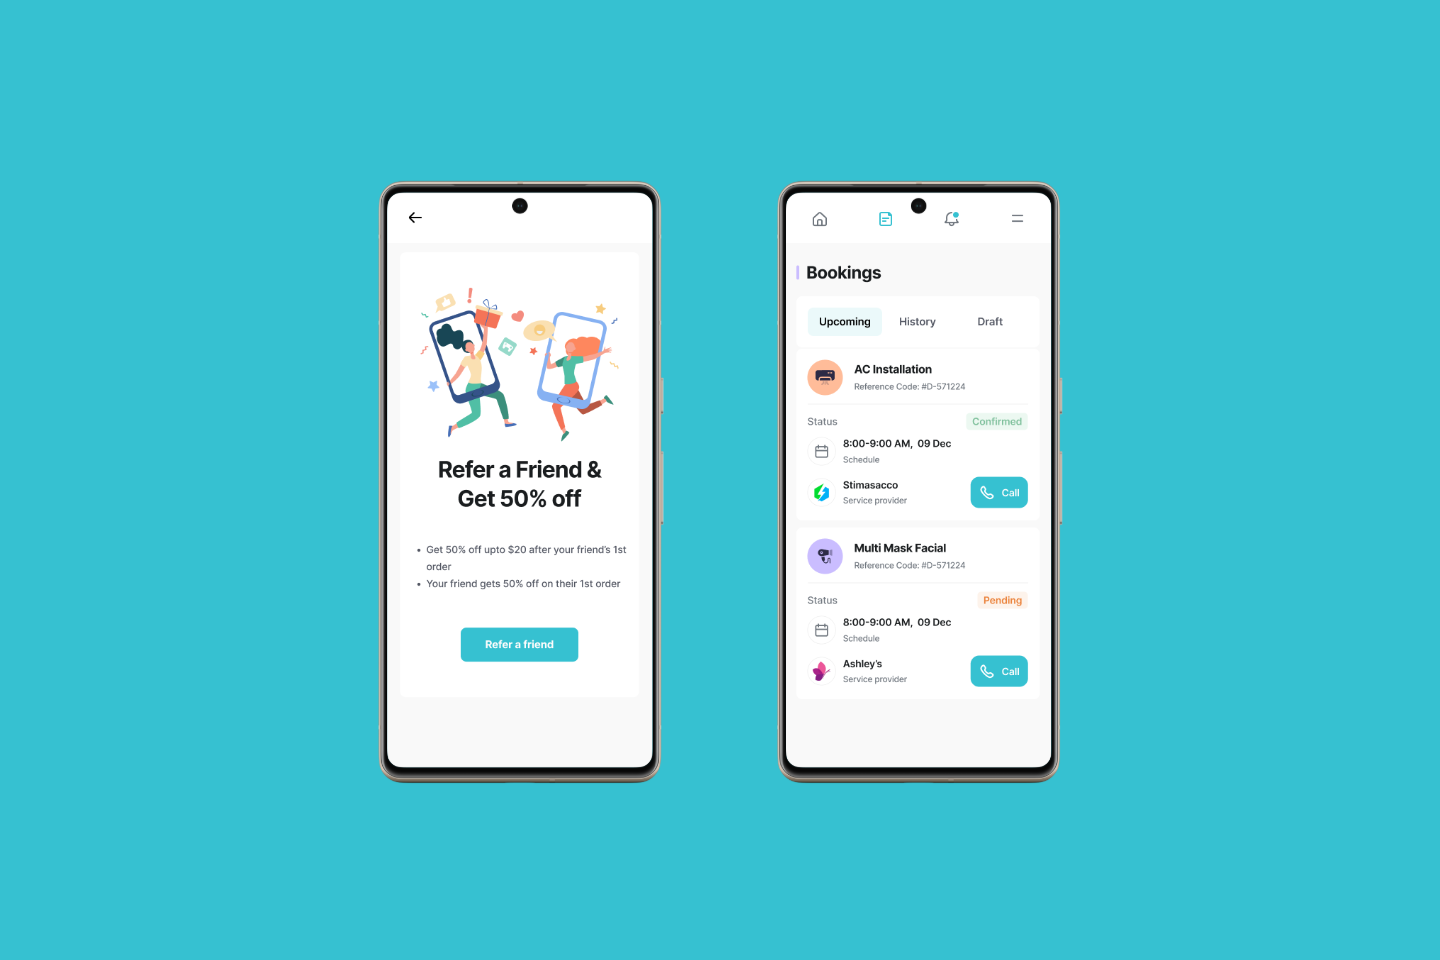 Refer a Friend &
Get 50% off
• Get 50% off upto $20 after your friend's 1st
order
• Your friend gets 50% off on their 1st order
Refer a friend
Bookings
Upcoming History Draft
AC Installation
Reference Code: #D-571224
Status Confirmed
8:00-9:00 AM, 09 Dec
Schedule
Stimasacco
Service provider
Call
Multi Mask Facial
Reference Code: #D-571224
Status Pending
8:00-9:00 AM, 09 Dec
Schedule
Ashley's
Service provider
Call